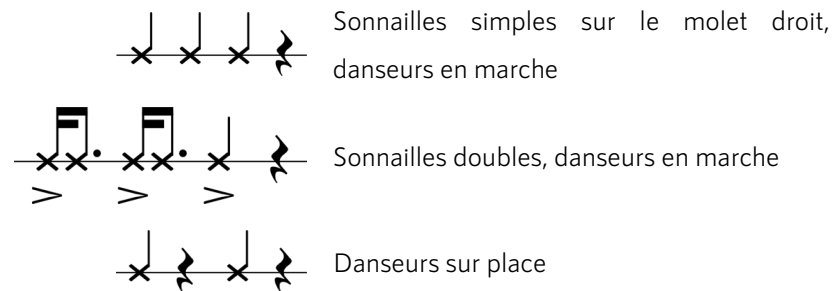 Sonnailles simples sur le molet droit,
danseurs en marche
Sonnailles doubles, danseurs en marche
Danseurs sur place